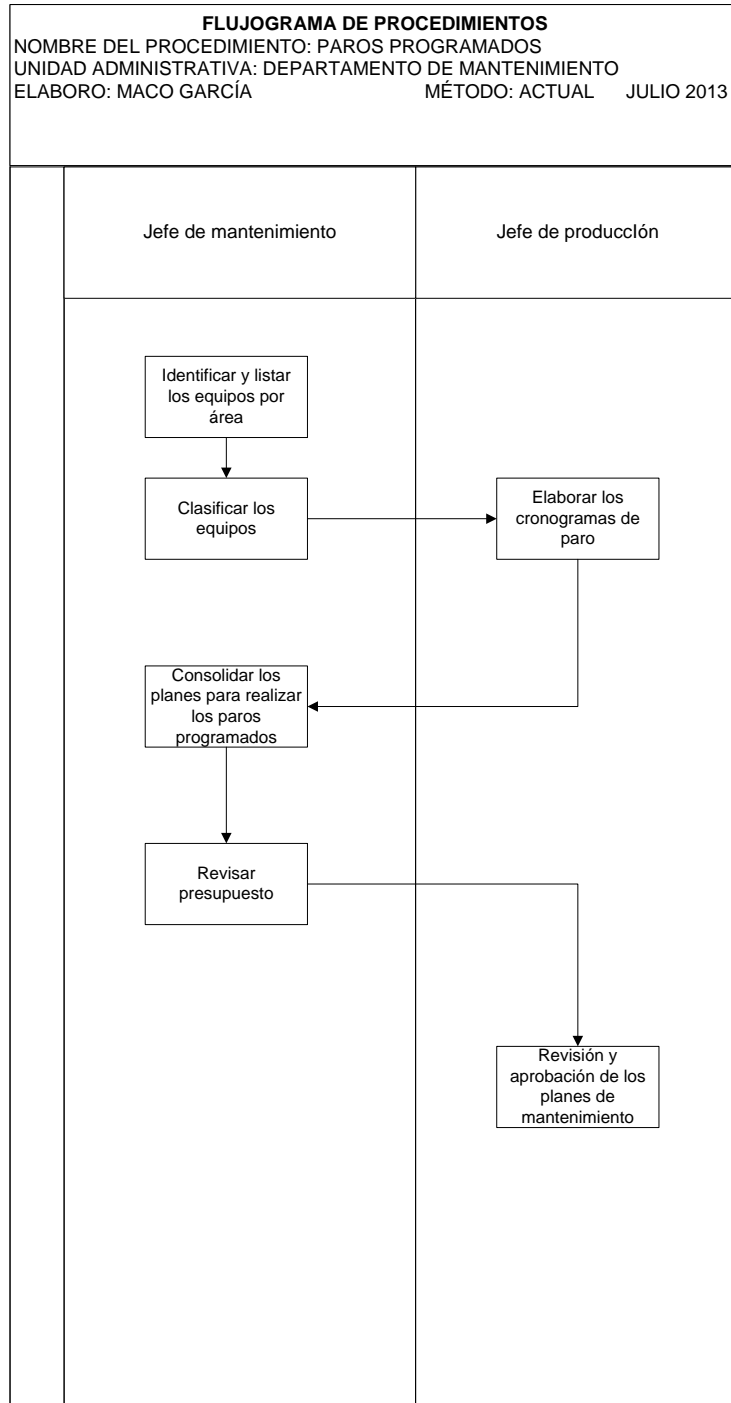 FLUJOGRAMA DE PROCEDIMIENTOS
NOMBRE DEL PROCEDIMIENTO: PAROS PROGRAMADOS
UNIDAD ADMINISTRATIVA: DEPARTAMENTO DE MANTENIMIENTO
ELABORO: MACO GARCÍA MÉTODO: ACTUAL JULIO 2013
Jefe de mantenimiento
Jefe de producción
Identificar y listar
los equipos por
área
Clasificar los
equipos
Elaborar los
cronogramas de
paro
Consolidar los
planes para realizar
los paros
programados
Revisar
presupuesto
Revisión y
aprobación de los
planes de
mantenimiento